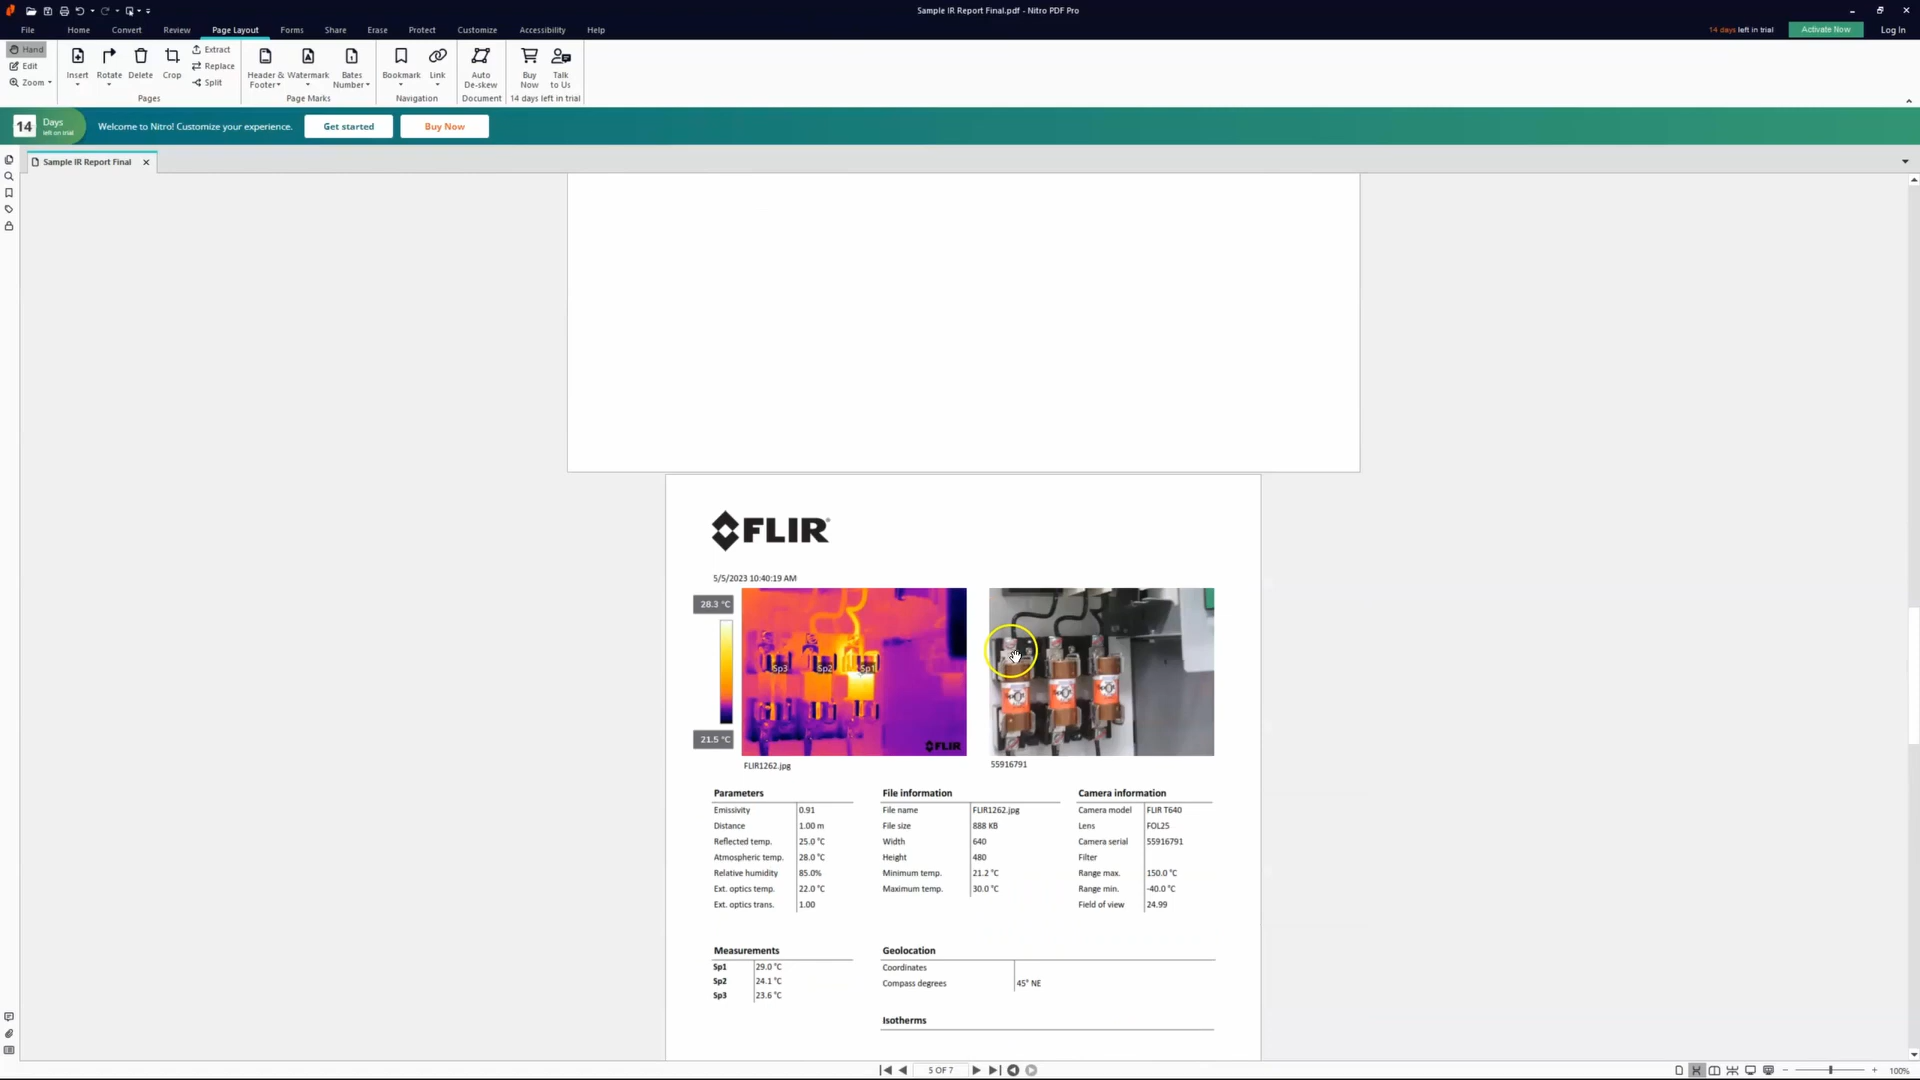 Sample IR Report Final.pdf - Nitro PDF Pro
File Home Convert Review Page Layout Forms Share Erase Protect Customize Accessibility Help
14 days left in trial
Activate Now
Log In
Hand
Edit
Zoom
Insert
Rotate
Delete
Crop
Extract
Replace
Split
Pages
Header & Footer
Watermark
Bates Number
Page Marks
Bookmark
Link
Navigation
Auto De-skew
Document
Buy Now
Talk to Us
14 days left in trial
14 Days left on trial
Welcome to Nitro! Customize your experience.
Get started
Buy Now
Sample IR Report Final
FLIR
5/5/2023 10:40:19 AM
28.3 °C
21.5 °C
Sp3 Sp2 Sp1
FLIR
FLIR1262.jpg
55916791
Parameters
Emissivity 0.91
Distance 1.00 m
Reflected temp. 25.0 °C
Atmospheric temp. 28.0 °C
Relative humidity 85.0%
Ext. optics temp. 22.0 °C
Ext. optics trans. 1.00
File information
File name FLIR1262.jpg
File size 888 KB
Width 640
Height 480
Minimum temp. 21.2 °C
Maximum temp. 30.0 °C
Camera information
Camera model FLIR T640
Lens FOL25
Camera serial 55916791
Filter
Range max. 150.0 °C
Range min. -40.0 °C
Field of view 24.99
Measurements
Sp1 29.0 °C
Sp2 24.1 °C
Sp3 23.6 °C
Geolocation
Coordinates
Compass degrees 45° NE
Isotherms
5 OF 7
100%